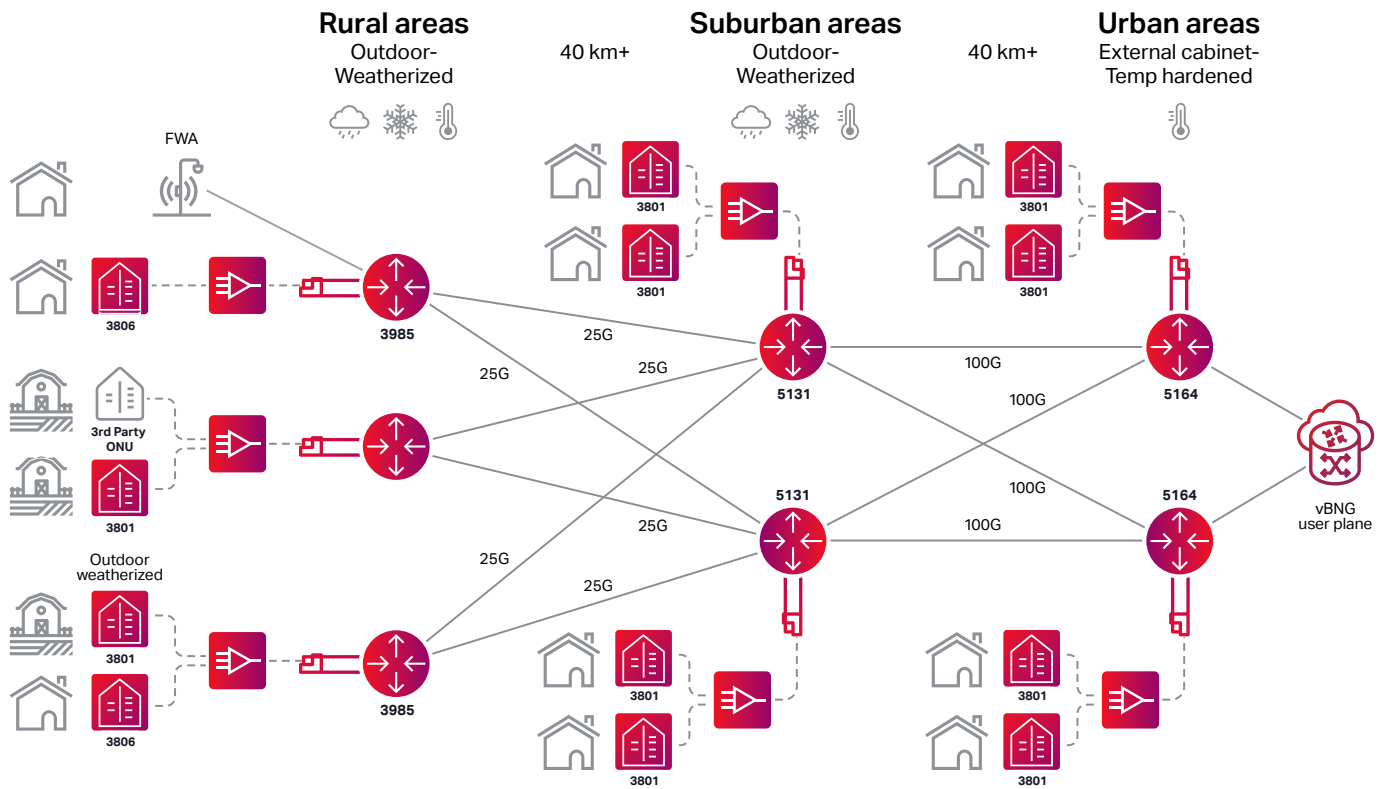 Rural areas
Outdoor-
Weatherized
40 km+
Suburban areas
Outdoor-
Weatherized
40 km+
Urban areas
External cabinet-
Temp hardened
FWA
3806
3985
3rd Party
ONU
3801
Outdoor
weatherized
3801
3806
3985
25G
25G
25G
25G
25G
25G
3801
3801
5131
5131
3801
3801
100G
100G
100G
100G
3801
3801
5164
5164
3801
3801
vBNG
user plane